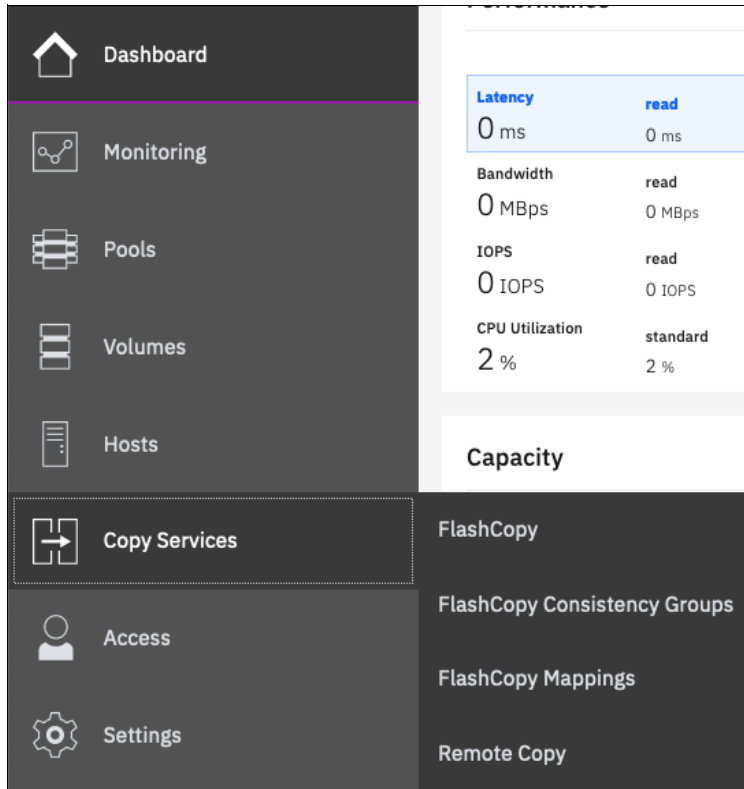 Dashboard
Monitoring
Pools
Volumes
Hosts
Copy Services
Access
Settings
Performance
Latency
read
0 ms
0 ms
Bandwidth
read
0 MBps
0 MBps
IOPS
read
0 IOPS
0 IOPS
CPU Utilization
standard
2 %
2 %
Capacity
FlashCopy
FlashCopy Consistency Groups
FlashCopy Mappings
Remote Copy